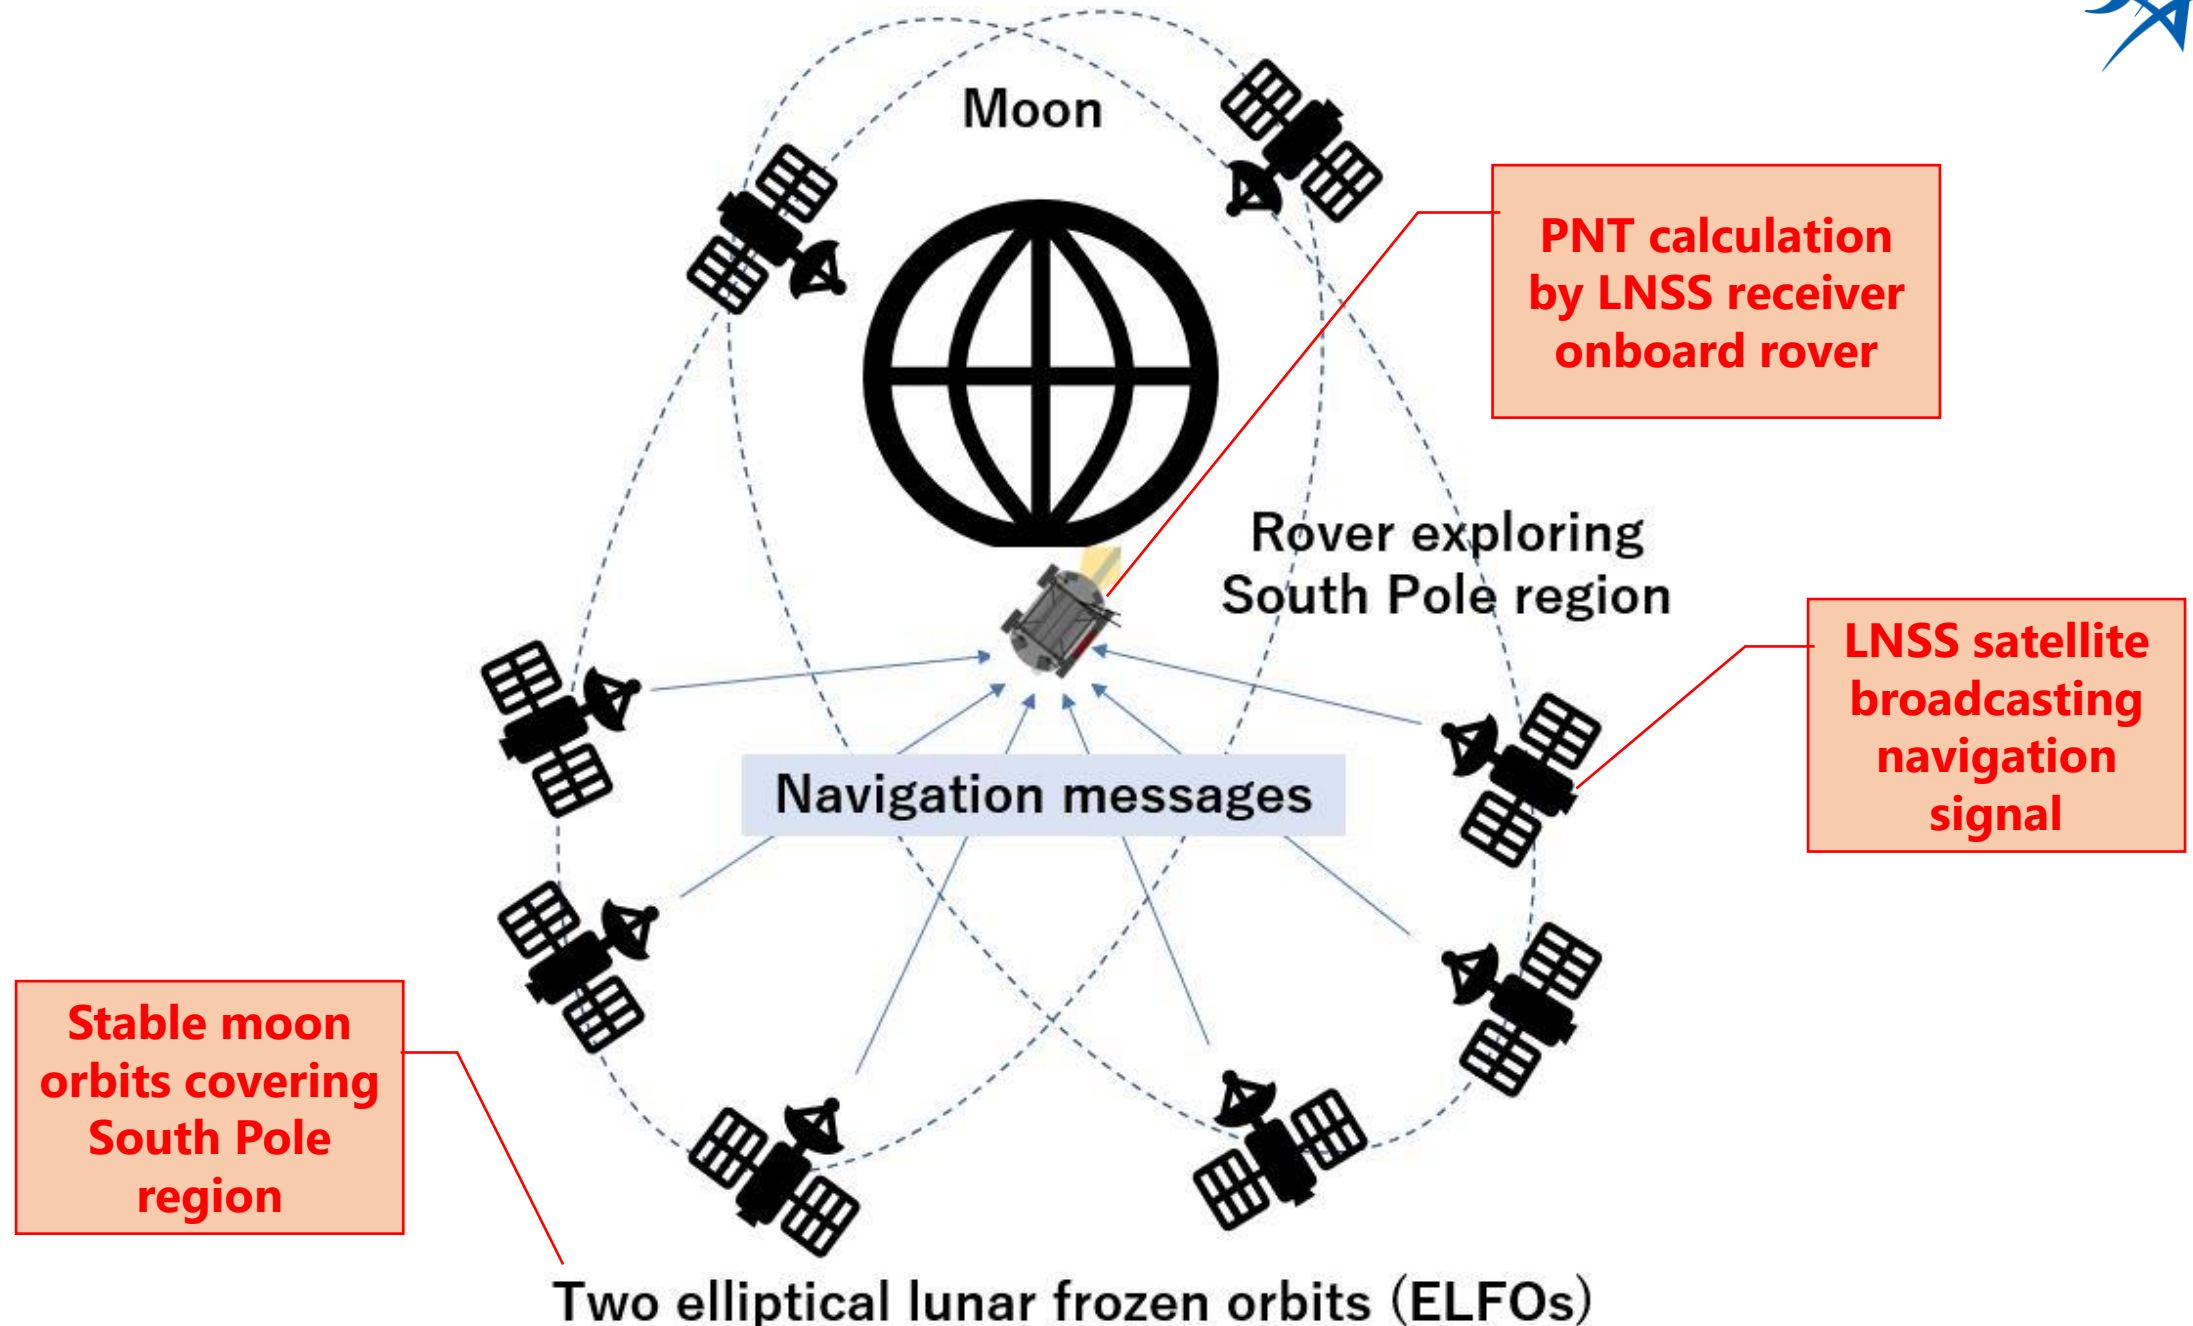 Moon
PNT calculation
by LNSS receiver
onboard rover
Rover exploring
South Pole region
LNSS satellite
broadcasting
navigation
signal
Navigation messages
Stable moon
orbits covering
South Pole
region
Two elliptical lunar frozen orbits (ELFOs)